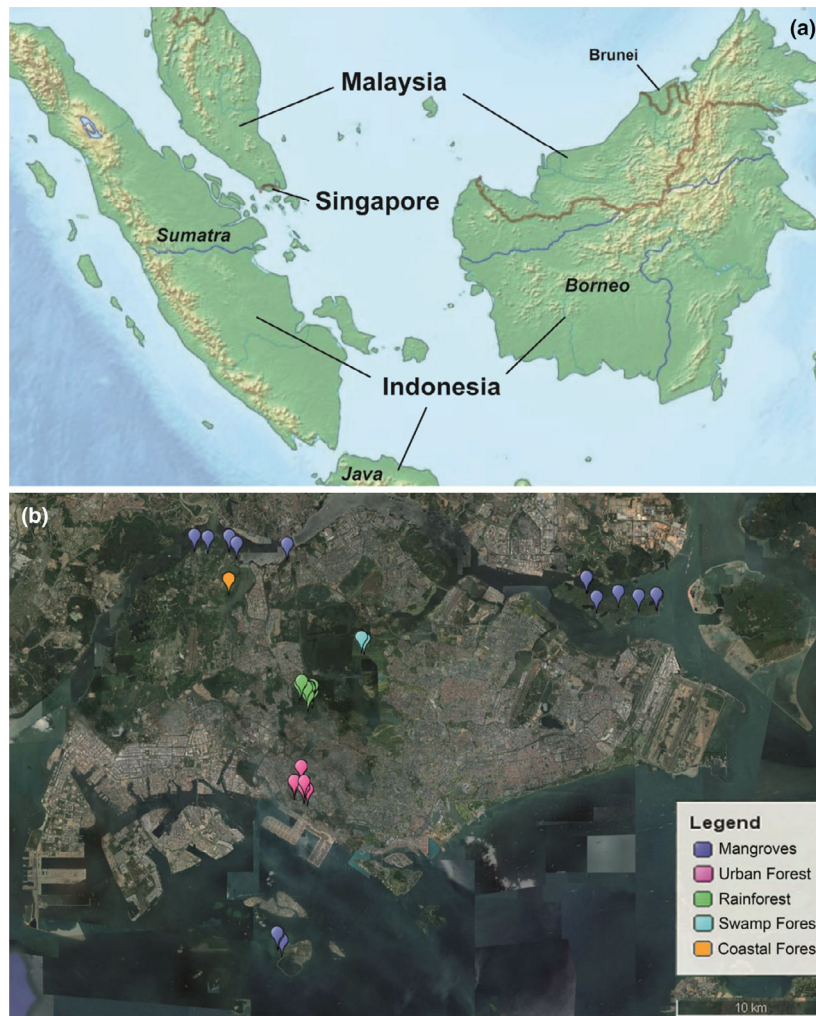 (a)
Brunei
Malaysia
Singapore
Sumatra
Borneo
Indonesia
Java
(b)
Legend
Mangroves
Urban Forest
Rainforest
Swamp Fores
Coastal Fores
10 km